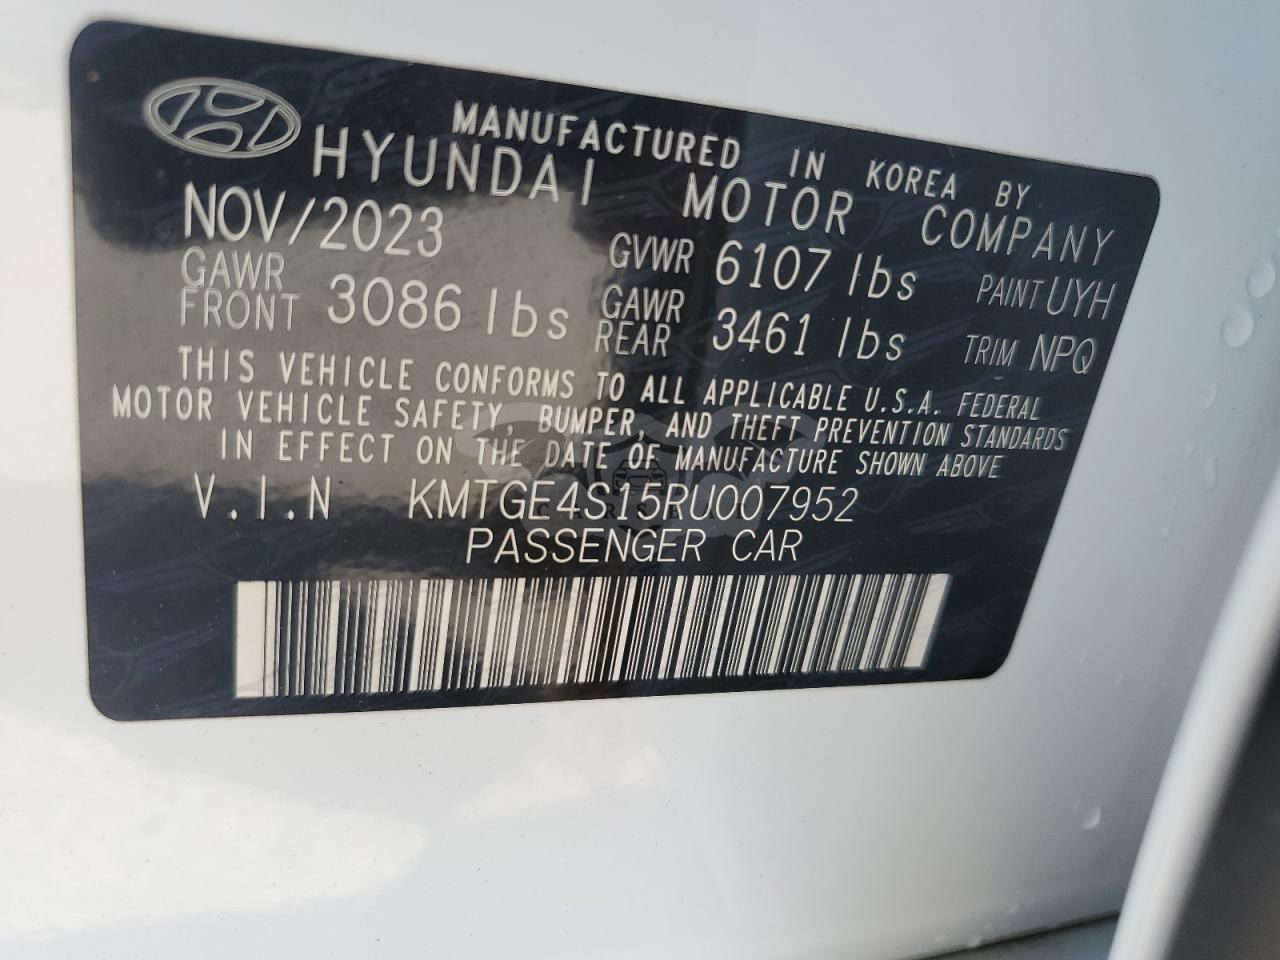 MANUFACTURED IN KOREA BY
HYUNDAI MOTOR COMPANY
NOV/2023 GVWR 6107 lbs PAINT UYH
GAWR FRONT 3086 lbs GAWR REAR 3461 lbs TRIM NPQ
THIS VEHICLE CONFORMS TO ALL APPLICABLE U.S.A. FEDERAL
MOTOR VEHICLE SAFETY, BUMPER, AND THEFT PREVENTION STANDARDS
IN EFFECT ON THE DATE OF MANUFACTURE SHOWN ABOVE
V.I.N KMTGE4S15RU007952
PASSENGER CAR